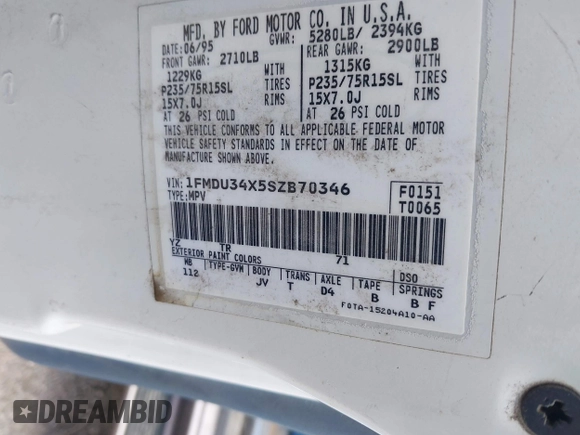 MFD. BY FORD MOTOR CO. IN U.S.A.
DATE: 06/95 GVWR: 5280LB/ 2394KG
FRONT GAWR: 2710LB REAR GAWR: 2900LB
1229KG WITH 1315KG WITH
P235/75R15SL TIRES P235/75R15SL TIRES
15X7.0J RIMS 15X7.0J RIMS
AT 26 PSI COLD AT 26 PSI COLD
THIS VEHICLE CONFORMS TO ALL APPLICABLE FEDERAL MOTOR
VEHICLE SAFETY STANDARDS IN EFFECT ON THE DATE OF
MANUFACTURE SHOWN ABOVE.
VIN: 1FMDU34X5SZB70346 F0151
TYPE: MPV T0065
YZ TR 71
EXTERIOR PAINT COLORS DSO
WB TYPE-GVW BODY TRANS AXLE TAPE SPRINGS
112 JV T D4 B B F
F0TA-15204A10-AA
DREAMBID